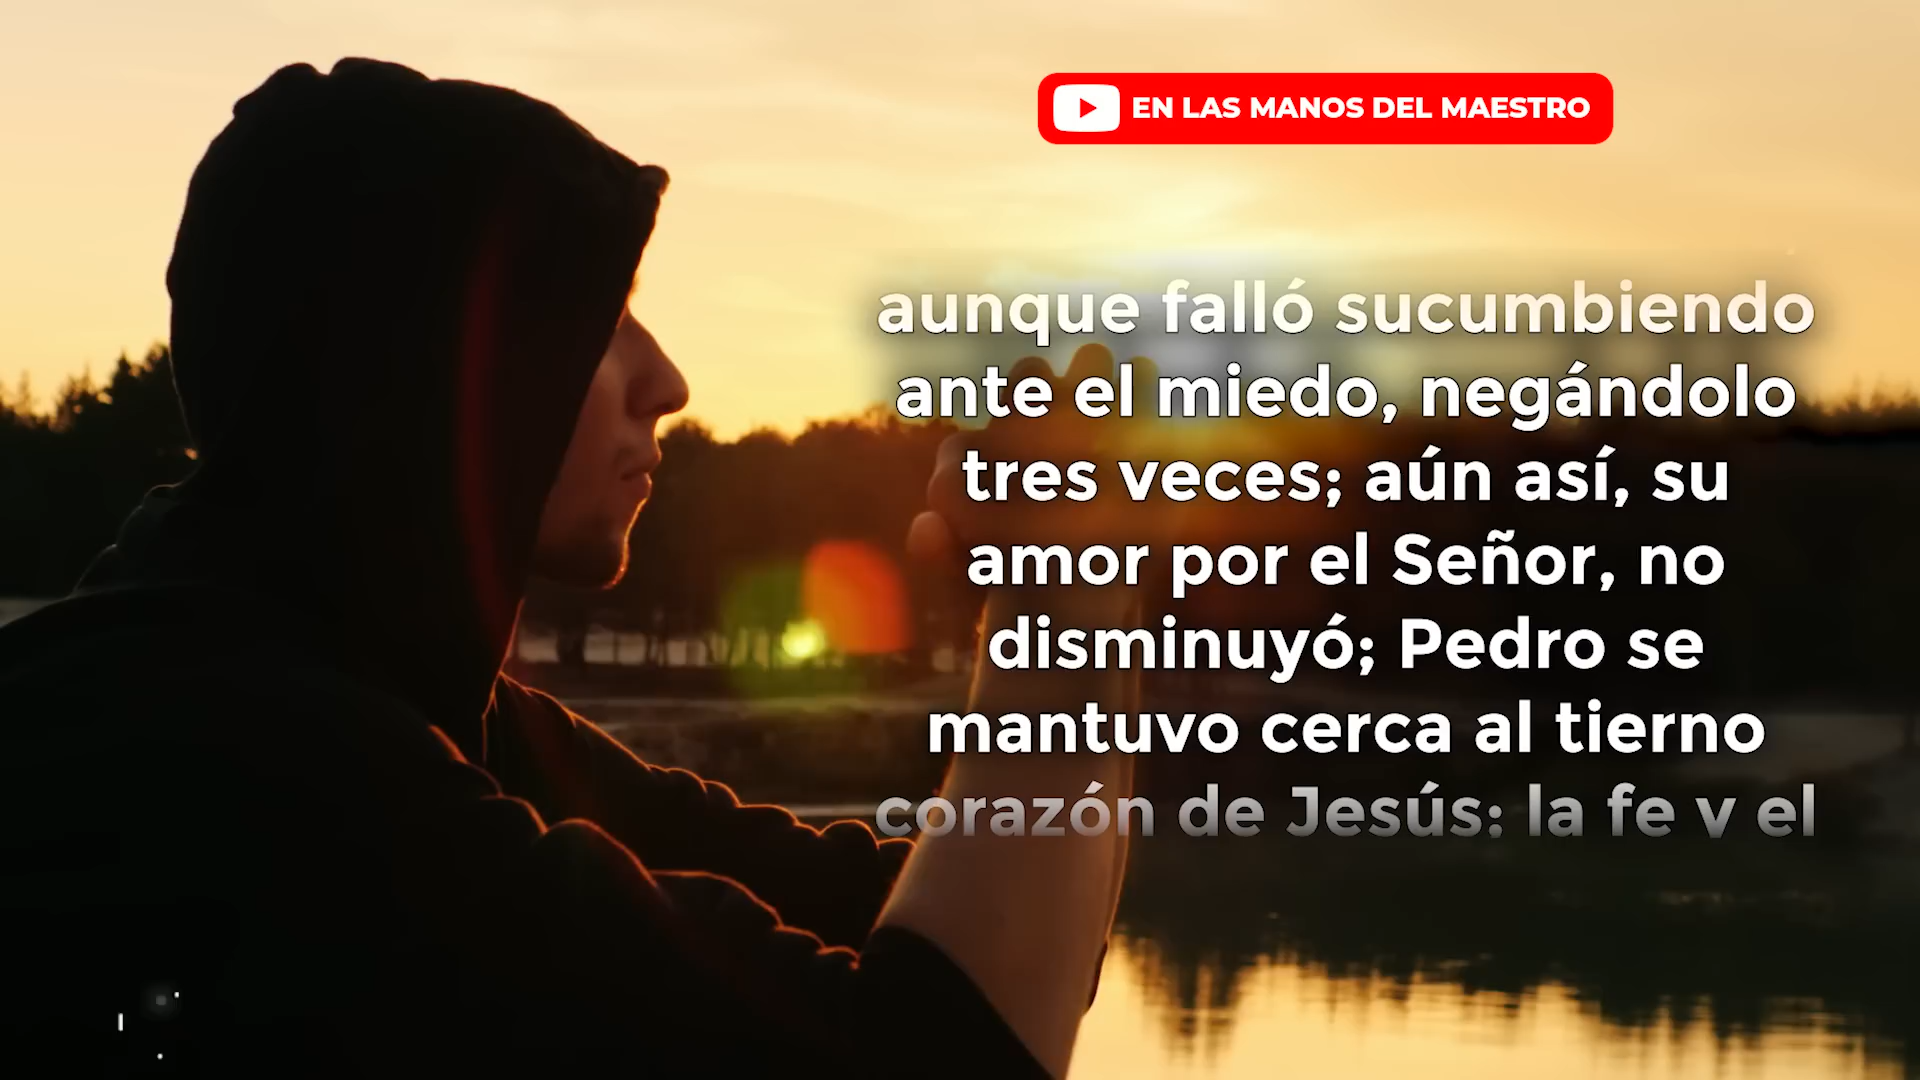 EN LAS MANOS DEL MAESTRO
aunque falló sucumbiendo
ante el miedo, negándolo
tres veces; aún así, su
amor por el Señor, no
disminuyó; Pedro se
mantuvo cerca al tierno
corazón de Jesús; la fe y el